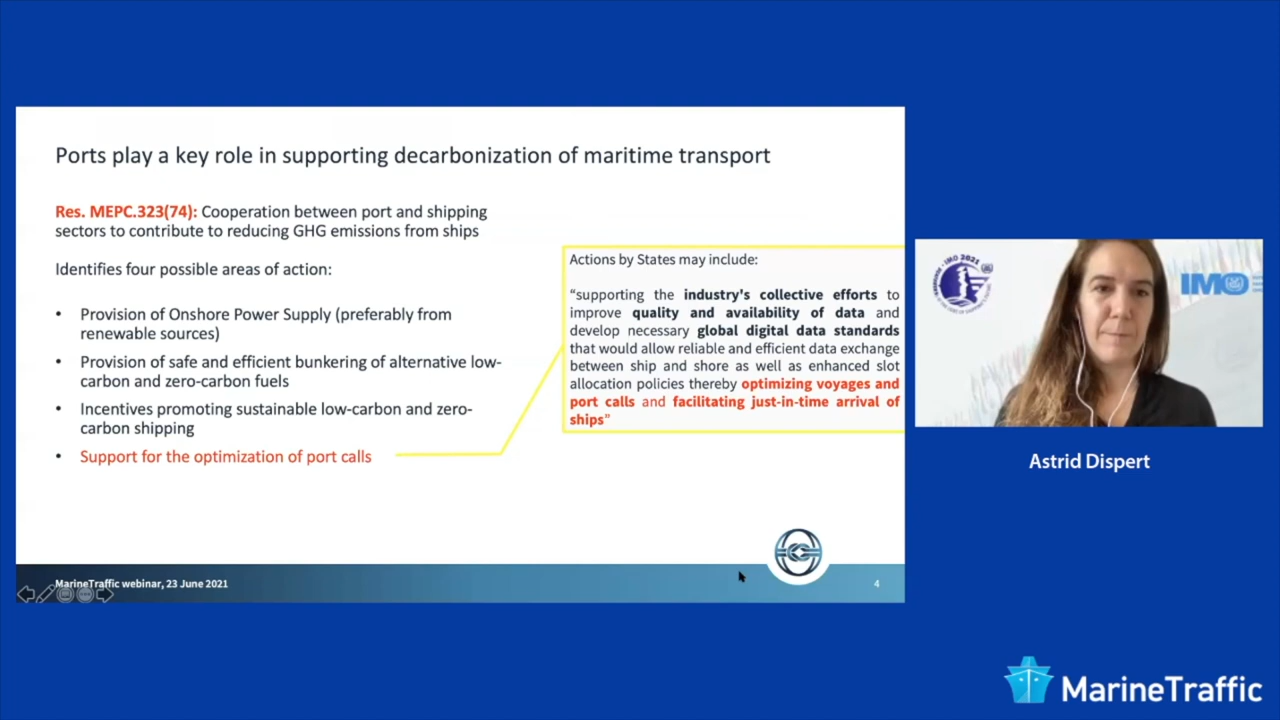 Ports play a key role in supporting decarbonization of maritime transport
Res. MEPC.323(74): Cooperation between port and shipping
sectors to contribute to reducing GHG emissions from ships
Identifies four possible areas of action:
• Provision of Onshore Power Supply (preferably from
renewable sources)
• Provision of safe and efficient bunkering of alternative low-
carbon and zero-carbon fuels
• Incentives promoting sustainable low-carbon and zero-
carbon shipping
• Support for the optimization of port calls
Actions by States may include:
“supporting the industry's collective efforts to
improve quality and availability of data and
develop necessary global digital data standards
that would allow reliable and efficient data exchange
between ship and shore as well as enhanced slot
allocation policies thereby optimizing voyages and
port calls and facilitating just-in-time arrival of
ships”
MarineTraffic webinar, 23 June 2021
4
IMO 2021
IMO
Astrid Dispert
MarineTraffic